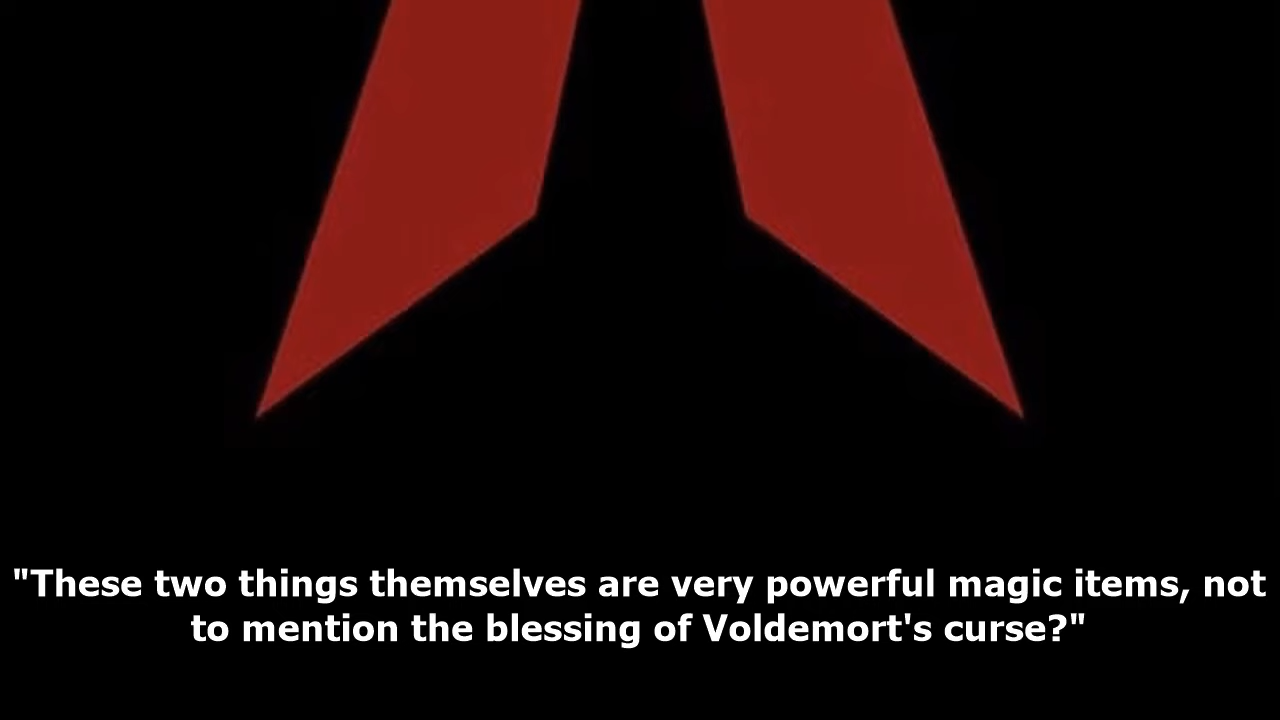 "These two things themselves are very powerful magic items, not
to mention the blessing of Voldemort's curse?"